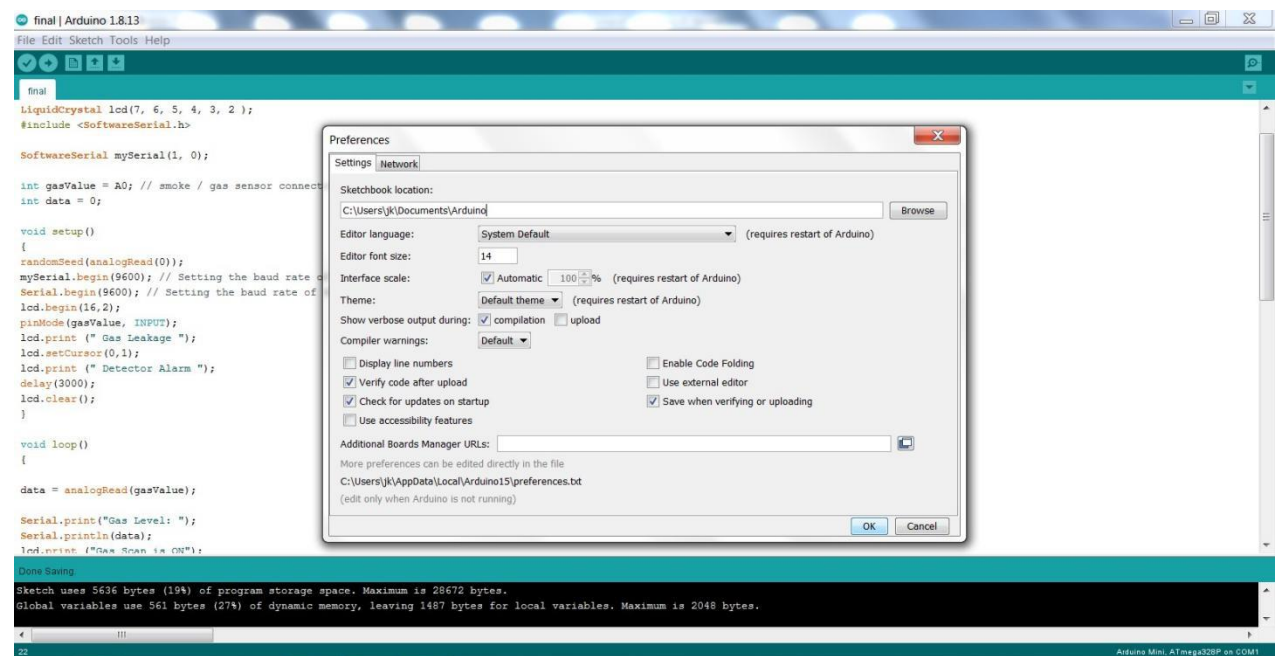 final | Arduino 1.8.13
File Edit Sketch Tools Help
final
LiquidCrystal lcd(7, 6, 5, 4, 3, 2 );
#include <SoftwareSerial.h>
SoftwareSerial mySerial(1, 0);
int gasValue = A0; // smoke / gas sensor connect
int data = 0;
void setup()
{
randomSeed(analogRead(0));
mySerial.begin(9600); // Setting the baud rate o
Serial.begin(9600); // Setting the baud rate of
lcd.begin(16,2);
pinMode(gasValue, INPUT);
lcd.print (" Gas Leakage ");
lcd.setCursor(0,1);
lcd.print (" Detector Alarm ");
delay(3000);
lcd.clear();
}
void loop()
{
data = analogRead(gasValue);
Serial.print("Gas Level: ");
Serial.println(data);
lcd.print ("Gas Scan is ON");
Preferences
Settings Network
Sketchbook location:
C:\Users\jk\Documents\Arduino
Browse
Editor language: System Default (requires restart of Arduino)
Editor font size: 14
Interface scale: Automatic 100 % (requires restart of Arduino)
Theme: Default theme (requires restart of Arduino)
Show verbose output during: compilation upload
Compiler warnings: Default
Display line numbers Enable Code Folding
Verify code after upload Use external editor
Check for updates on startup Save when verifying or uploading
Use accessibility features
Additional Boards Manager URLs:
More preferences can be edited directly in the file
C:\Users\jk\AppData\Local\Arduino15\preferences.txt
(edit only when Arduino is not running)
OK Cancel
Done Saving.
Sketch uses 5636 bytes (19%) of program storage space. Maximum is 28672 bytes.
Global variables use 561 bytes (27%) of dynamic memory, leaving 1487 bytes for local variables. Maximum is 2048 bytes.
22
Arduino Mini, ATmega328P on COM1